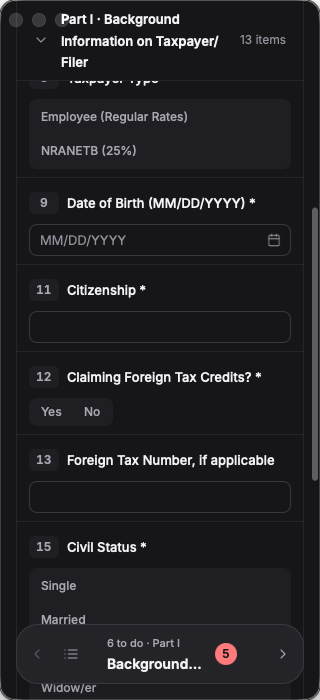 Part I · Background
Information on Taxpayer/
Filer
13 items
Taxpayer Type
Employee (Regular Rates)
NRANETB (25%)
9 Date of Birth (MM/DD/YYYY) *
MM/DD/YYYY
11 Citizenship *
12 Claiming Foreign Tax Credits? *
Yes No
13 Foreign Tax Number, if applicable
15 Civil Status *
Single
Married
6 to do · Part I
Background...
5
Widow/er